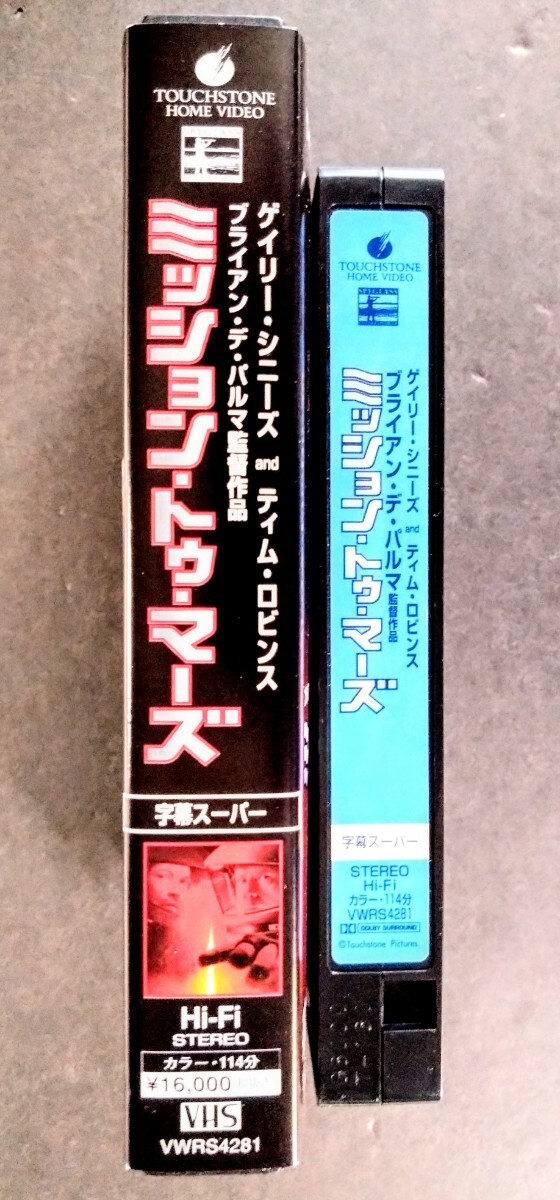 TOUCHSTONE
HOME VIDEO
ゲイリー・シニーズ and ティム・ロビンス
ブライアン・デ・パルマ監督作品
ミッション・トゥ・マーズ
字幕スーパー
Hi-Fi
STEREO
カラー・114分
¥16,000
VHS
VWRS4281
TOUCHSTONE
HOME VIDEO
SPYGLASS
ゲイリー・シニーズ and ティム・ロビンス
ブライアン・デ・パルマ監督作品
ミッション・トゥ・マーズ
字幕スーパー
STEREO
Hi-Fi
カラー・114分
VWRS4281
DOLBY SURROUND
©Touchstone Pictures